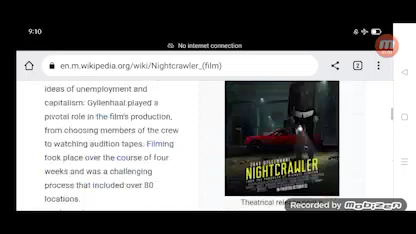 9:10
No internet connection
en.m.wikipedia.org/wiki/Nightcrawler_(film)
2
ideas of unemployment and
capitalism. Gyllenhaal played a
pivotal role in the film's production,
from choosing members of the crew
to watching audition tapes. Filming
took place over the course of four
weeks and was a challenging
process that included over 80
locations.
JAKE GYLLENHAAL
NIGHTCRAWLER
Theatrical rele
Recorded by mobizen